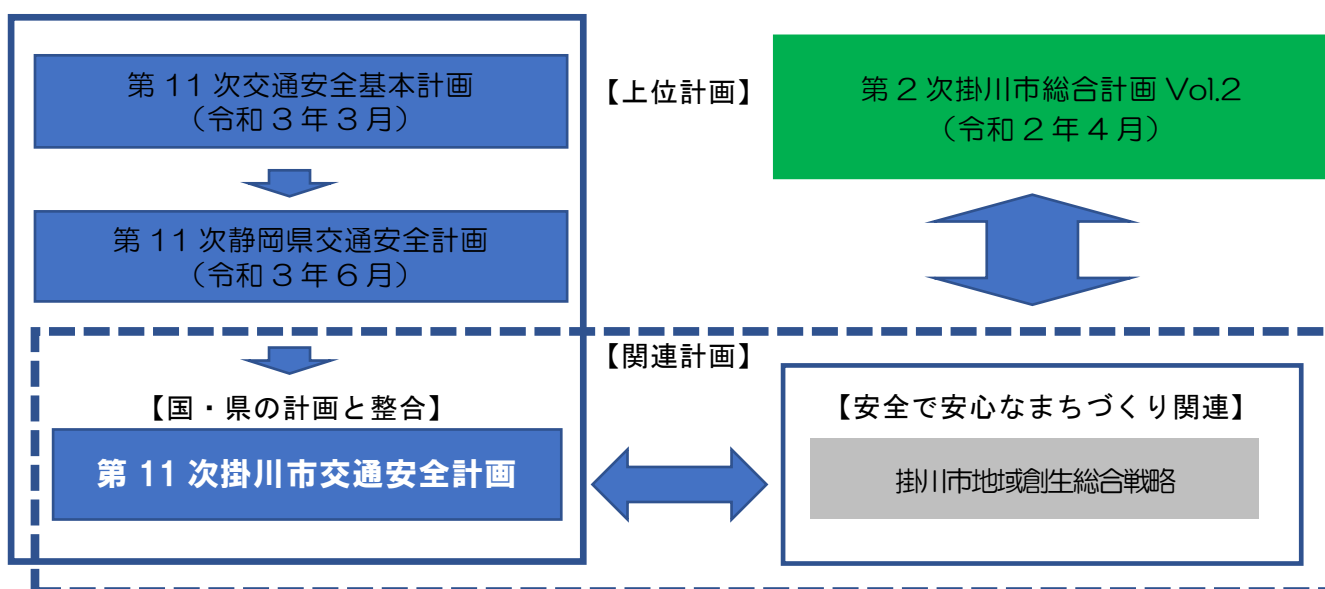 第 11 次交通安全基本計画
（令和 3 年 3 月）
【上位計画】
第 2 次掛川市総合計画 Vol.2
（令和 2 年 4 月）
第 11 次静岡県交通安全計画
（令和 3 年 6 月）
【関連計画】
【国・県の計画と整合】
第 11 次掛川市交通安全計画
【安全で安心なまちづくり関連】
掛川市地域創生総合戦略